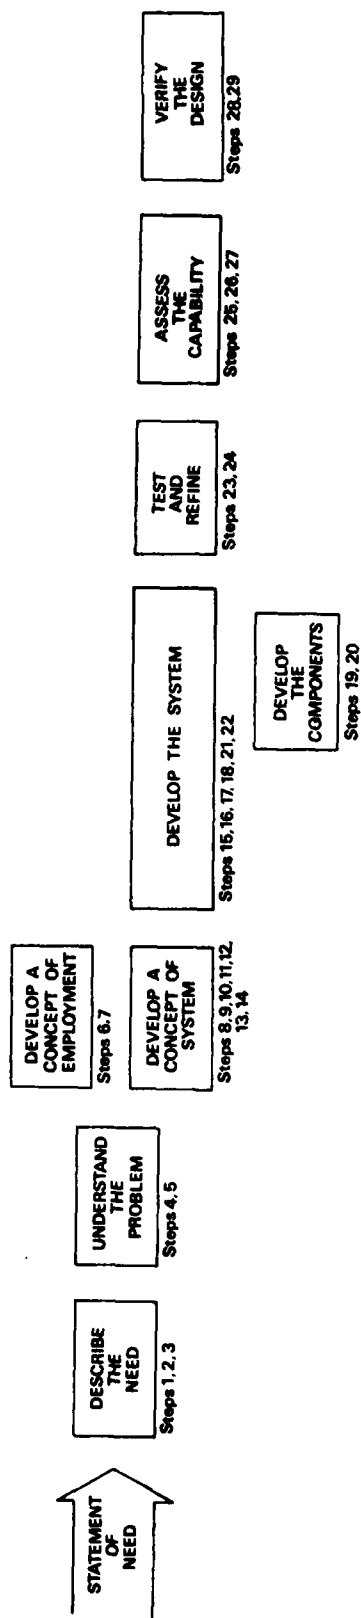 STATEMENT
OF
NEED
DESCRIBE
THE
NEED
Steps 1, 2, 3
UNDERSTAND
THE
PROBLEM
Steps 4, 5
DEVELOP A
CONCEPT OF
EMPLOYMENT
Steps 6, 7
DEVELOP A
CONCEPT OF
SYSTEM
Steps 8, 9, 10, 11, 12,
13, 14
DEVELOP THE SYSTEM
Steps 15, 16, 17, 18, 21, 22
DEVELOP
THE
COMPONENTS
Steps 19, 20
TEST
AND
REFINE
Steps 23, 24
ASSESS
THE
CAPABILITY
Steps 25, 26, 27
VERIFY
THE
DESIGN
Steps 28, 29